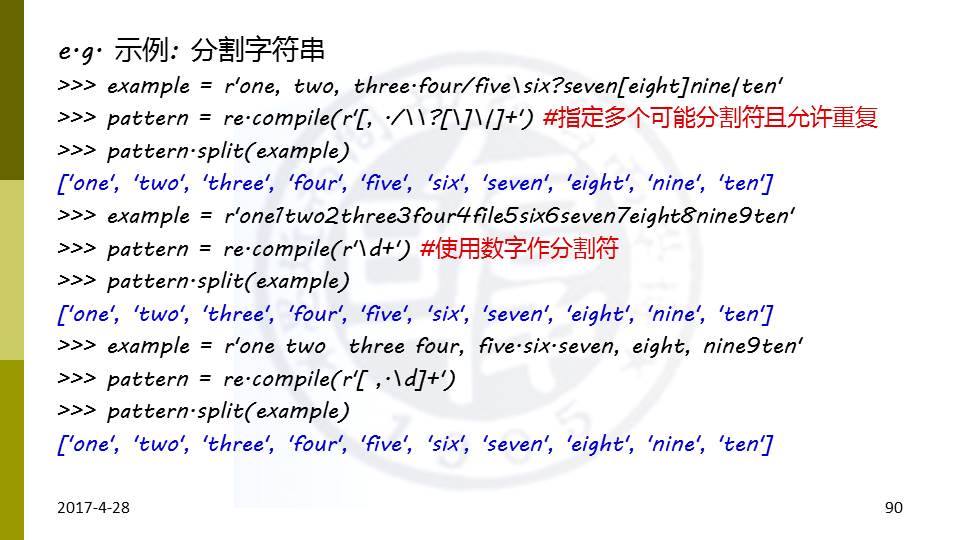 e.g. 示例: 分割字符串
>>> example = r'one, two, three.four/five\six?seven[eight]nine|ten'
>>> pattern = re.compile(r'[, ./\\?[\]\|]+') #指定多个可能分割符且允许重复
>>> pattern.split(example)
['one', 'two', 'three', 'four', 'five', 'six', 'seven', 'eight', 'nine', 'ten']
>>> example = r'one1two2three3four4file5six6seven7eight8nine9ten'
>>> pattern = re.compile(r'\d+') #使用数字作分割符
>>> pattern.split(example)
['one', 'two', 'three', 'four', 'five', 'six', 'seven', 'eight', 'nine', 'ten']
>>> example = r'one two  three four, five.six.seven, eight, nine9ten'
>>> pattern = re.compile(r'[ ,.\d]+')
>>> pattern.split(example)
['one', 'two', 'three', 'four', 'five', 'six', 'seven', 'eight', 'nine', 'ten']
2017-4-28
90